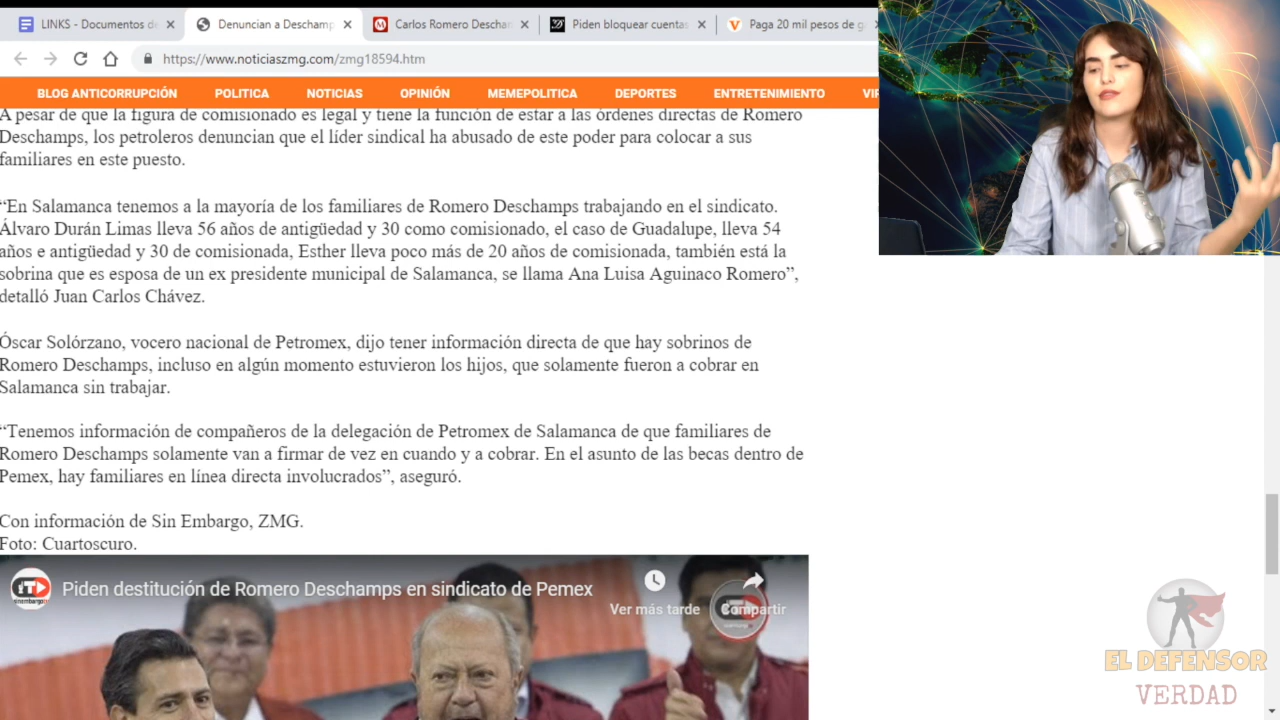 LINKS - Documentos de
Denuncian a Deschamp
Carlos Romero Deschar
Piden bloquear cuentas
Paga 20 mil pesos de g
https://www.noticiaszmg.com/zmg18594.htm
BLOG ANTICORRUPCIÓN POLITICA NOTICIAS OPINIÓN MEMEPOLITICA DEPORTES ENTRETENIMIENTO VIR
A pesar de que la figura de comisionado es legal y tiene la función de estar a las órdenes directas de Romero
Deschamps, los petroleros denuncian que el líder sindical ha abusado de este poder para colocar a sus
familiares en este puesto.
“En Salamanca tenemos a la mayoría de los familiares de Romero Deschamps trabajando en el sindicato.
Álvaro Durán Limas lleva 56 años de antigüedad y 30 como comisionado, el caso de Guadalupe, lleva 54
años e antigüedad y 30 de comisionada, Esther lleva poco más de 20 años de comisionada, también está la
sobrina que es esposa de un ex presidente municipal de Salamanca, se llama Ana Luisa Aguinaco Romero”,
detalló Juan Carlos Chávez.
Óscar Solórzano, vocero nacional de Petromex, dijo tener información directa de que hay sobrinos de
Romero Deschamps, incluso en algún momento estuvieron los hijos, que solamente fueron a cobrar en
Salamanca sin trabajar.
“Tenemos información de compañeros de la delegación de Petromex de Salamanca de que familiares de
Romero Deschamps solamente van a firmar de vez en cuando y a cobrar. En el asunto de las becas dentro de
Pemex, hay familiares en línea directa involucrados”, aseguró.
Con información de Sin Embargo, ZMG.
Foto: Cuartoscuro.
Piden destitución de Romero Deschamps en sindicato de Pemex
Ver más tarde
Compartir
EL DEFENSOR
VERDAD